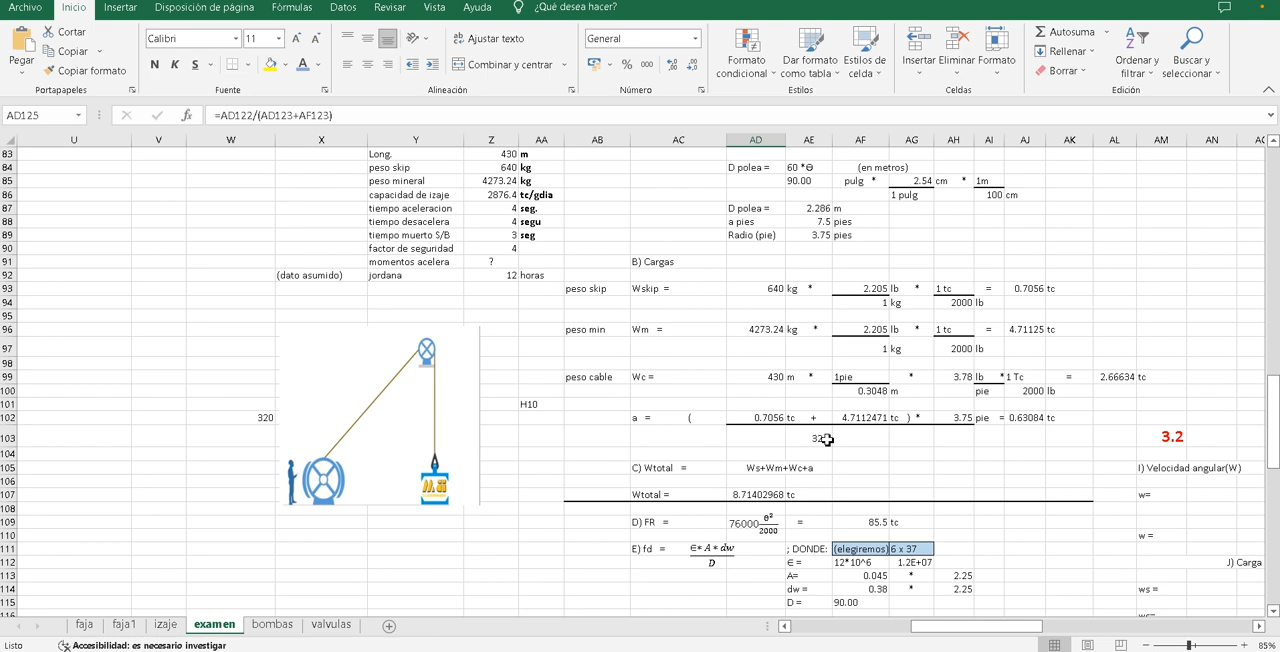 Archivo Inicio Insertar Disposición de página Fórmulas Datos Revisar Vista Ayuda ¿Qué desea hacer?
Pegar
Cortar
Copiar
Copiar formato
Portapapeles
Calibri 11 A A
N K S A
Fuente
Ajustar texto
Combinar y centrar
Alineación
General
% 000
Número
Formato condicional
Dar formato como tabla
Estilos de celda
Estilos
Insertar Eliminar Formato
Celdas
Autosuma
Rellenar
Borrar
Ordenar y filtrar
Buscar y seleccionar
Edición
AD125 fx =AD122/(AD123+AF123)
U V W X Y Z AA AB AC AD AE AF AG AH AI AJ AK AL AM AN
83 Long. 430 m
84 peso skip 640 kg D polea = 60 *ϴ (en metros)
85 peso mineral 4273.24 kg 90.00 pulg * 2.54 cm * 1m
86 capacidad de izaje 2876.4 tc/gdia 1 pulg 100 cm
87 tiempo aceleracion 4 seg. D polea = 2.286 m
88 tiempo desacelera 4 segu a pies 7.5 pies
89 tiempo muerto S/B 3 seg Radio (pie) 3.75 pies
90 factor de seguridad 4
91 momentos acelera ? B) Cargas
92 (dato asumido) jordana 12 horas
93 peso skip Wskip = 640 kg * 2.205 lb * 1 tc = 0.7056 tc
94 1 kg 2000 lb
95
96 peso min Wm = 4273.24 kg * 2.205 lb * 1 tc = 4.71125 tc
97 1 kg 2000 lb
98
99 peso cable Wc = 430 m * 1pie * 3.78 lb * 1 Tc = 2.66634 tc
100 0.3048 m pie 2000 lb
101 H10
102 320 a = ( 0.7056 tc + 4.7112471 tc ) * 3.75 pie = 0.63084 tc
103 3.2
104
105 C) Wtotal = Ws+Wm+Wc+a I) Velocidad angular(W)
106
107 Wtotal = 8.71402968 tc w=
108
109 D) FR = 76000 ϴ²/2000 = 85.5 tc
110 w =
111 E) fd = ∈* A * dw / D ; DONDE: (elegiremos) 6 x 37
112 ∈ = 12*10^6 1.2E+07 J) Carga
113 A= 0.045 * 2.25
114 dw = 0.38 * 2.25 ws =
115 D = 90.00
faja faja1 izaje examen bombas valvulas
Listo Accesibilidad: es necesario investigar 85%